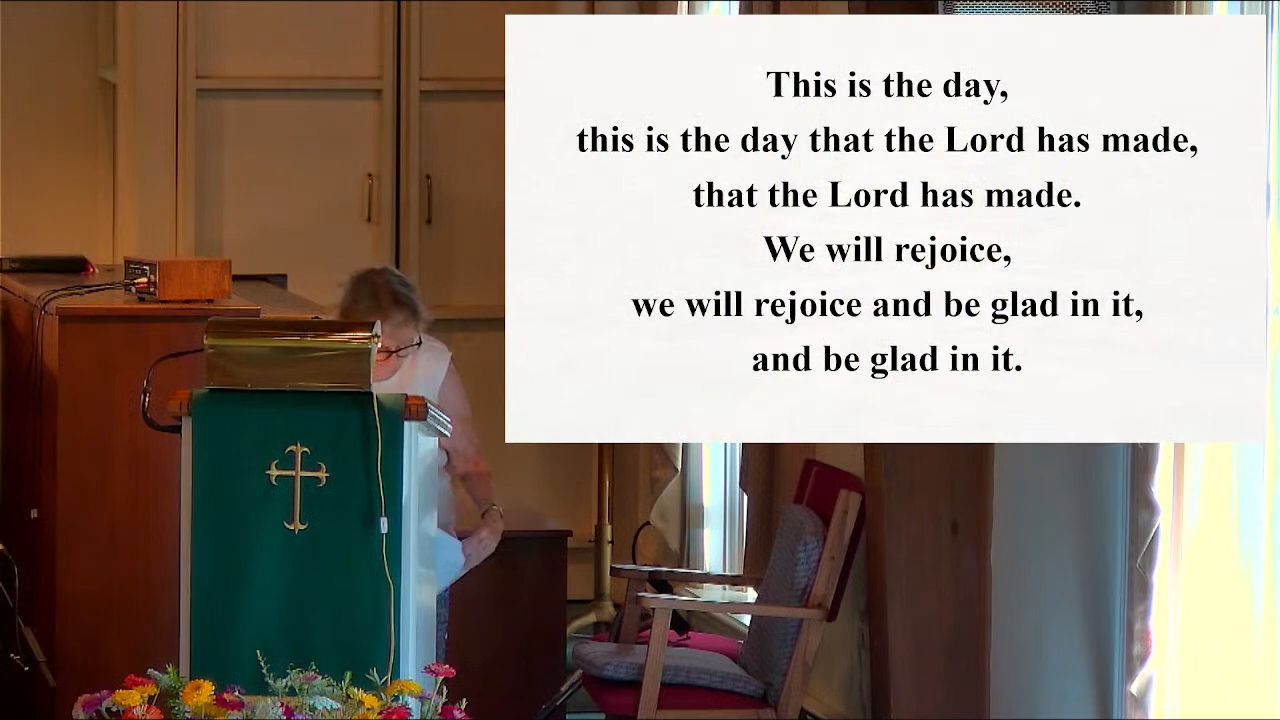 This is the day,
this is the day that the Lord has made,
that the Lord has made.
We will rejoice,
we will rejoice and be glad in it,
and be glad in it.